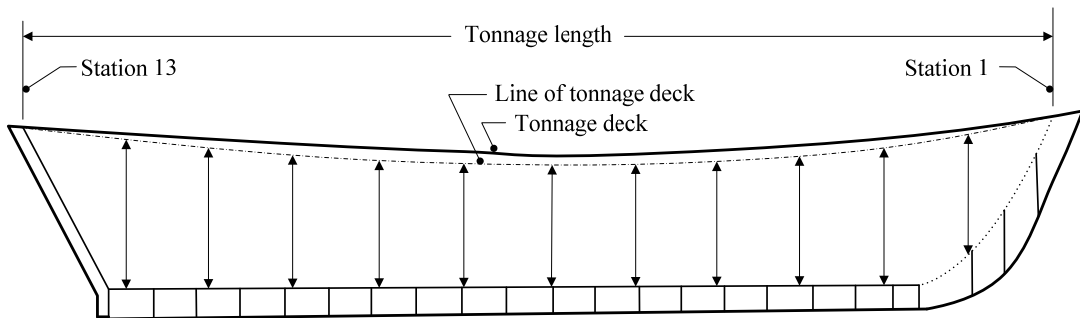 Tonnage length
Station 13
Station 1
Line of tonnage deck
Tonnage deck